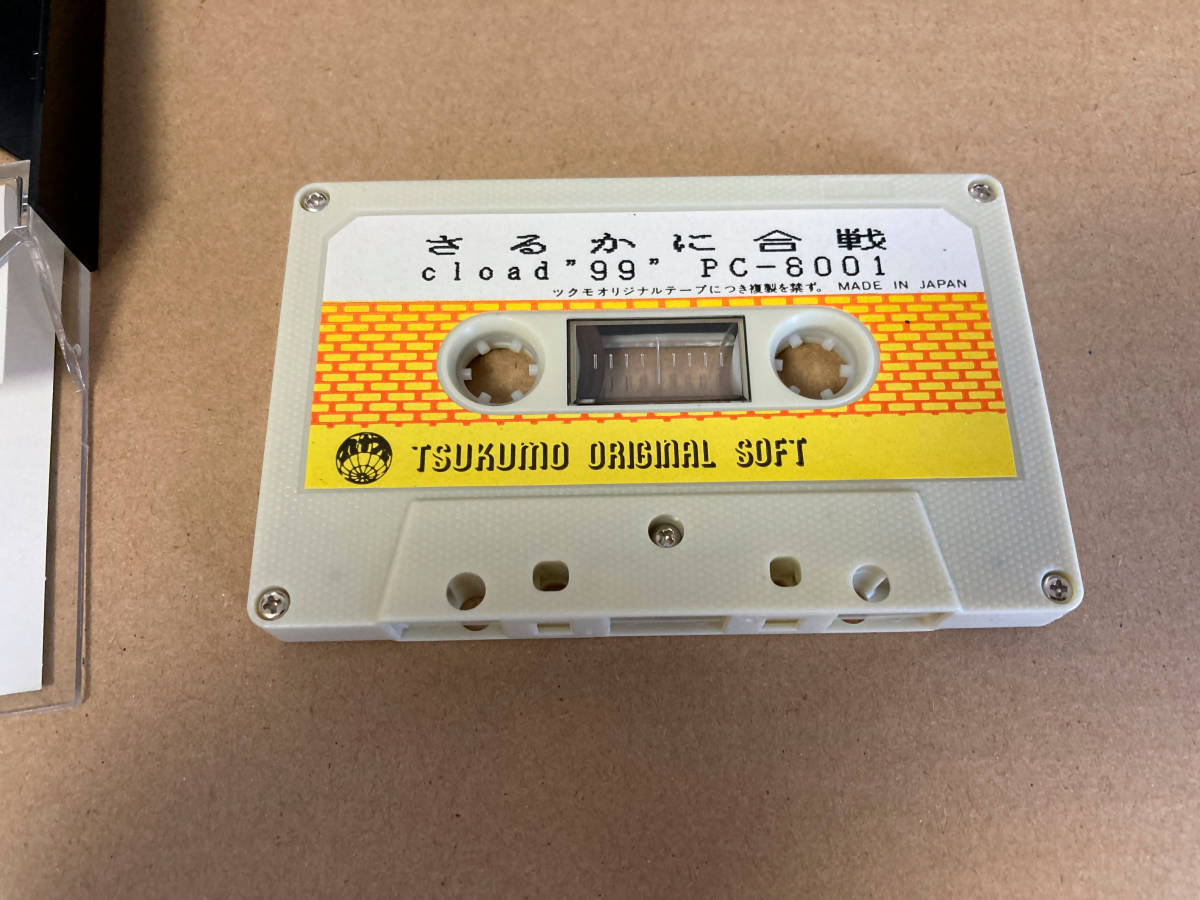 さるかに合戦
cload"99" PC-8001
ツクモオリジナルテープにつき複製を禁ず。 MADE IN JAPAN
TSUKUMO ORIGINAL SOFT